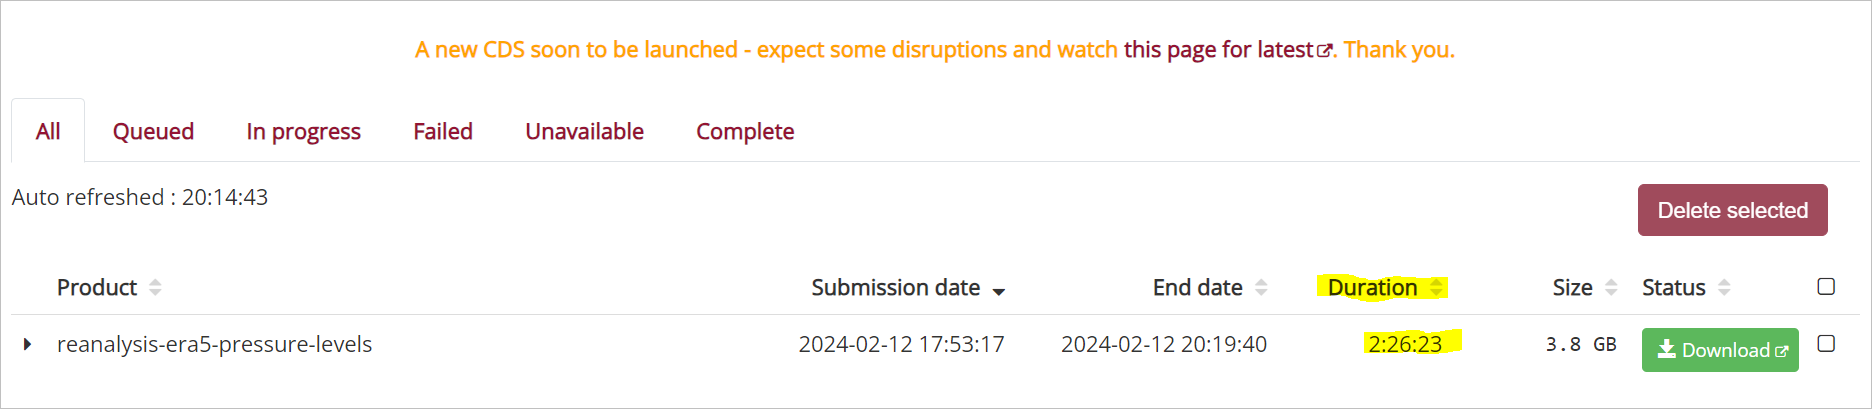 A new CDS soon to be launched - expect some disruptions and watch this page for latest. Thank you.
All Queued In progress Failed Unavailable Complete
Auto refreshed : 20:14:43
Delete selected
Product Submission date End date Duration Size Status
reanalysis-era5-pressure-levels 2024-02-12 17:53:17 2024-02-12 20:19:40 2:26:23 3.8 GB Download